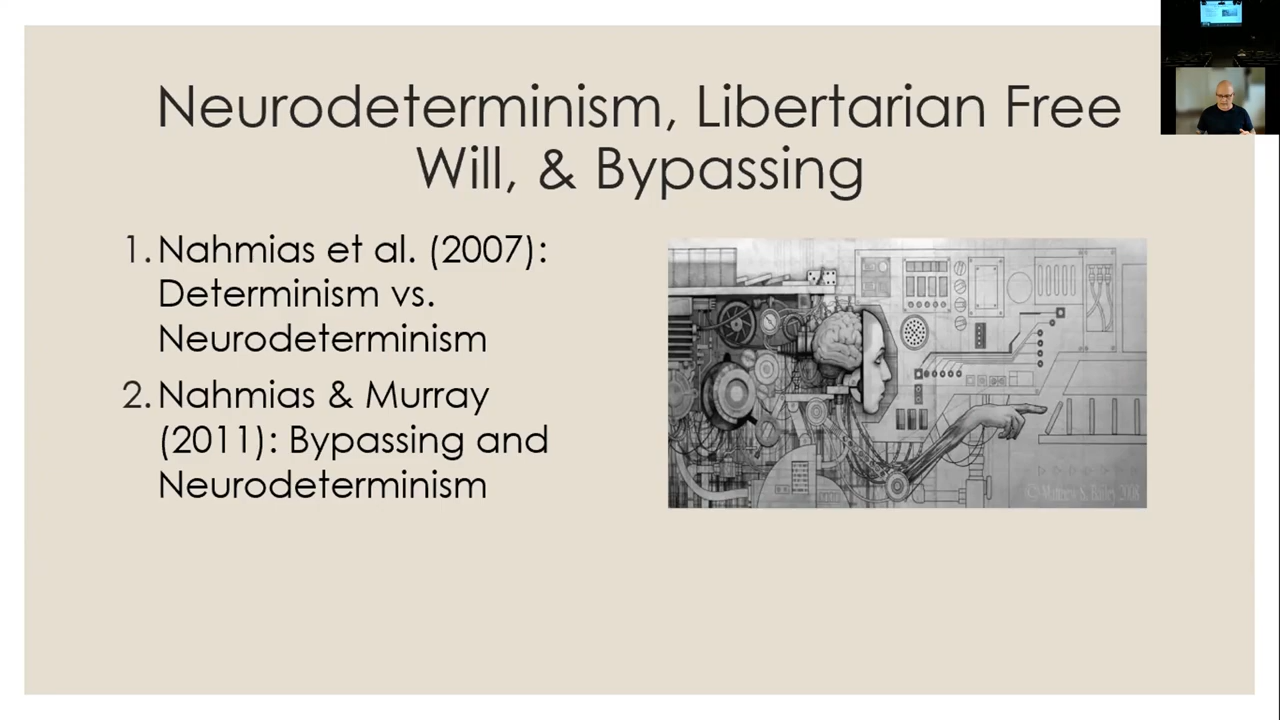 Neurodeterminism, Libertarian Free
Will, & Bypassing
1. Nahmias et al. (2007):
Determinism vs.
Neurodeterminism
2. Nahmias & Murray
(2011): Bypassing and
Neurodeterminism